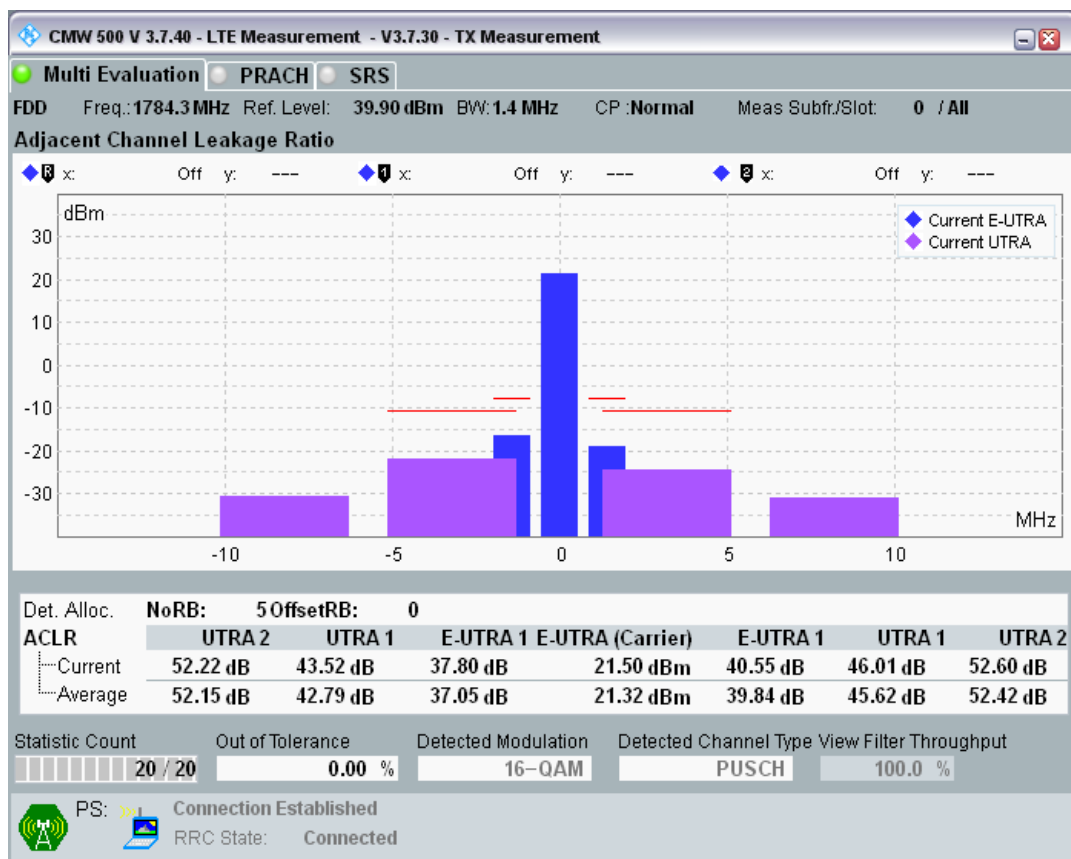 CMW 500 V 3.7.40 - LTE Measurement - V3.7.30 - TX Measurement
Multi Evaluation PRACH SRS
FDD Freq.: 1784.3 MHz Ref. Level: 39.90 dBm BW: 1.4 MHz CP :Normal Meas Subfr./Slot: 0 / All
Adjacent Channel Leakage Ratio
R x: Off y: --- 1 x: Off y: --- 2 x: Off y: ---
dBm
Current E-UTRA
Current UTRA
30
20
10
0
-10
-20
-30
MHz
-10 -5 0 5 10
Det. Alloc. NoRB: 5 OffsetRB: 0
ACLR UTRA 2 UTRA 1 E-UTRA 1 E-UTRA (Carrier) E-UTRA 1 UTRA 1 UTRA 2
Current 52.22 dB 43.52 dB 37.80 dB 21.50 dBm 40.55 dB 46.01 dB 52.60 dB
Average 52.15 dB 42.79 dB 37.05 dB 21.32 dBm 39.84 dB 45.62 dB 52.42 dB
Statistic Count Out of Tolerance Detected Modulation Detected Channel Type View Filter Throughput
20 / 20 0.00 % 16-QAM PUSCH 100.0 %
PS: Connection Established
RRC State: Connected